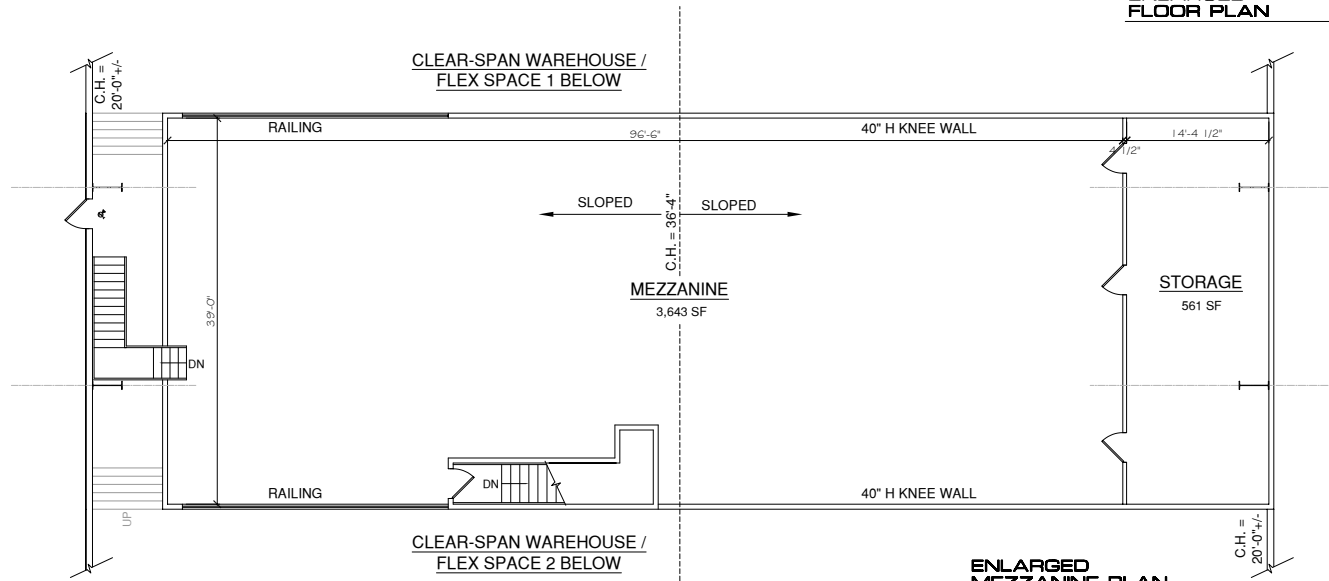 FLOOR PLAN
CLEAR-SPAN WAREHOUSE /
FLEX SPACE 1 BELOW
C.H. =
20'-0"+/-
RAILING
96'-6"
40" H KNEE WALL
14'-4 1/2"
4 1/2"
SLOPED
SLOPED
C.H. = 36'-4"
MEZZANINE
3,643 SF
STORAGE
561 SF
39'-0"
DN
DN
RAILING
40" H KNEE WALL
UP
CLEAR-SPAN WAREHOUSE /
FLEX SPACE 2 BELOW
C.H. =
20'-0"+/-
ENLARGED
MEZZANINE PLAN